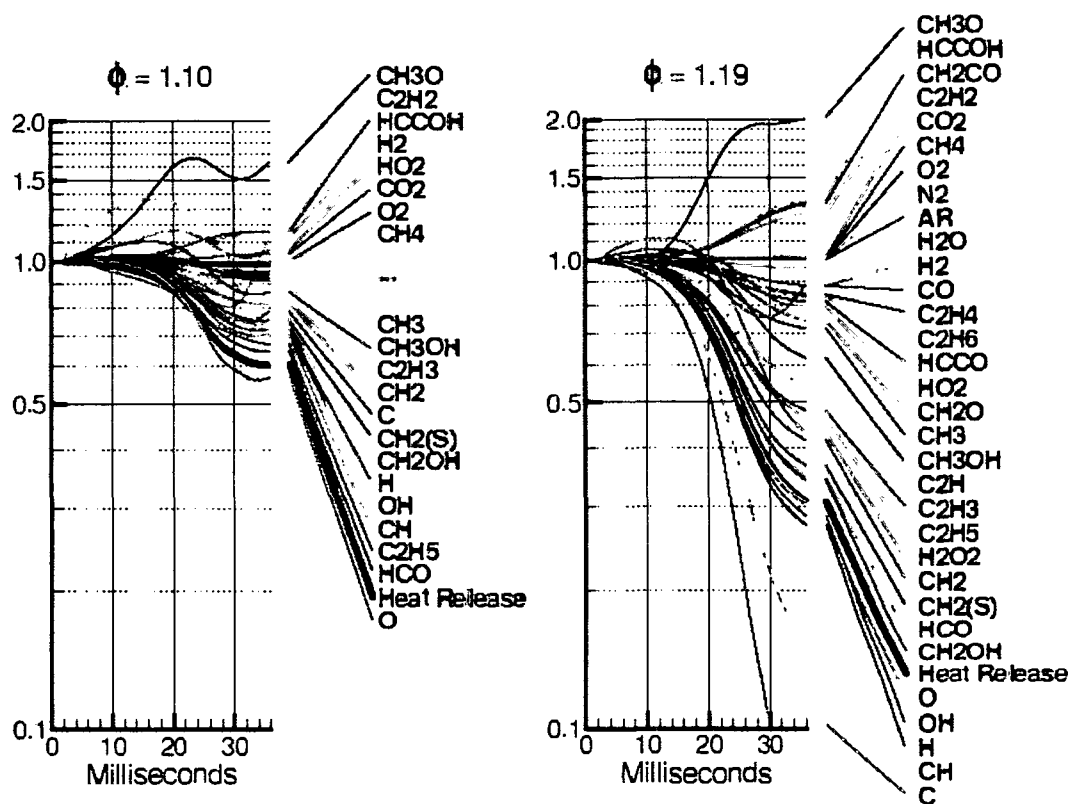 ϕ = 1.10
2.0
1.5
1.0
0.5
0.1
0
10
20
30
Milliseconds
CH3O
C2H2
HCCOH
H2
HO2
CO2
O2
CH4
CH3
CH3OH
C2H3
CH2
C
CH2(S)
CH2OH
H
OH
CH
C2H5
HCO
Heat Release
O
ϕ = 1.19
2.0
1.5
1.0
0.5
0.1
0
10
20
30
Milliseconds
CH3O
HCCOH
CH2CO
C2H2
CO2
CH4
O2
N2
AR
H2O
H2
CO
C2H4
C2H6
HCCO
HO2
CH2O
CH3
CH3OH
C2H
C2H3
C2H5
H2O2
CH2
CH2(S)
HCO
CH2OH
Heat Release
O
OH
H
CH
C